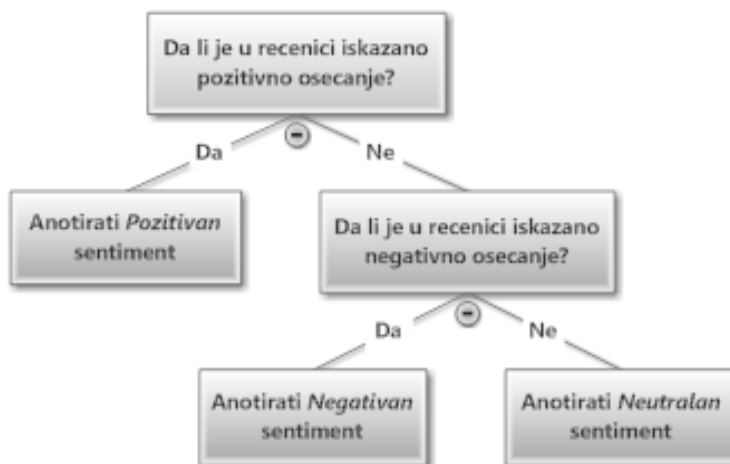 Da li je u recenici iskazano
pozitivno osecanje?
Da
Ne
Anotirati Pozitivan
sentiment
Da li je u recenici iskazano
negativno osecanje?
Da
Ne
Anotirati Negativan
sentiment
Anotirati Neutralan
sentiment